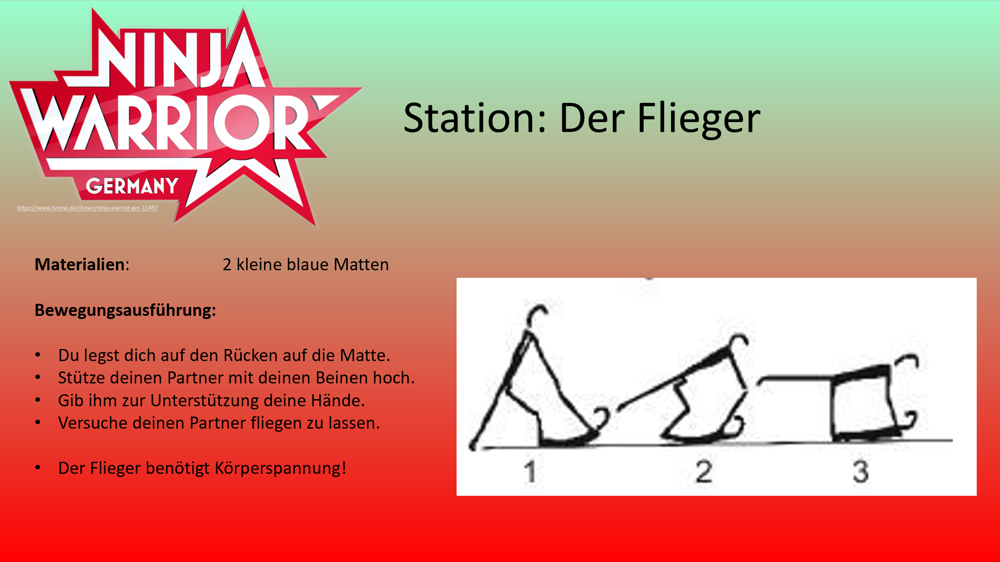 NINJA
WARRIOR
GERMANY
https://www.tvnow.de/shows/ninja-warrior-ger-11497
Station: Der Flieger
Materialien: 2 kleine blaue Matten
Bewegungsausführung:
• Du legst dich auf den Rücken auf die Matte.
• Stütze deinen Partner mit deinen Beinen hoch.
• Gib ihm zur Unterstützung deine Hände.
• Versuche deinen Partner fliegen zu lassen.
• Der Flieger benötigt Körperspannung!
1 2 3